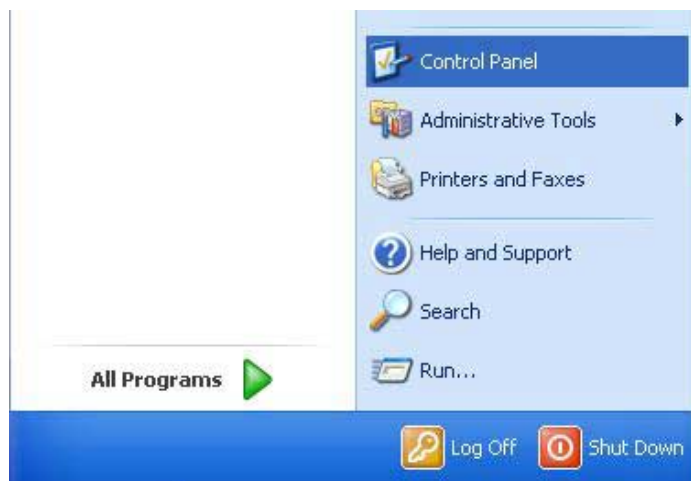 Control Panel
Administrative Tools
Printers and Faxes
Help and Support
Search
Run...
All Programs
Log Off
Shut Down